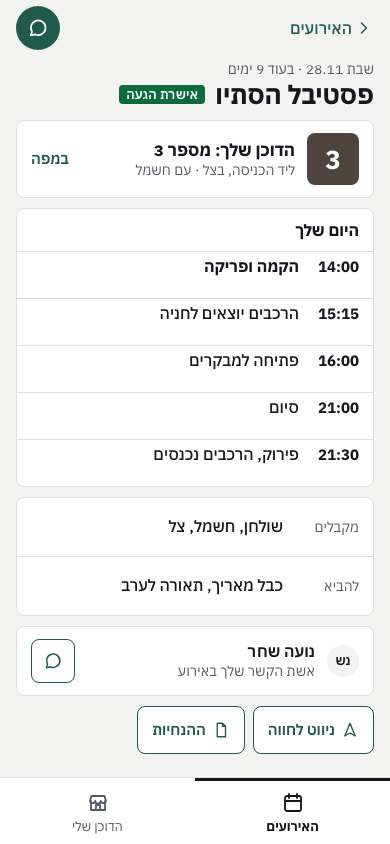 האירועים
שבת 28.11 · בעוד 9 ימים
פסטיבל הסתיו אישרת הגעה
3 הדוכן שלך: מספר 3 במפה
ליד הכניסה, בצל · עם חשמל
היום שלך
14:00 הקמה ופריקה
15:15 הרכבים יוצאים לחניה
16:00 פתיחה למבקרים
21:00 סיום
21:30 פירוק, הרכבים נכנסים
מקבלים שולחן, חשמל, צל
להביא כבל מאריך, תאורה לערב
נש נועה שחר
אשת הקשר שלך באירוע
ניווט לחווה ההנחיות
האירועים הדוכן שלי